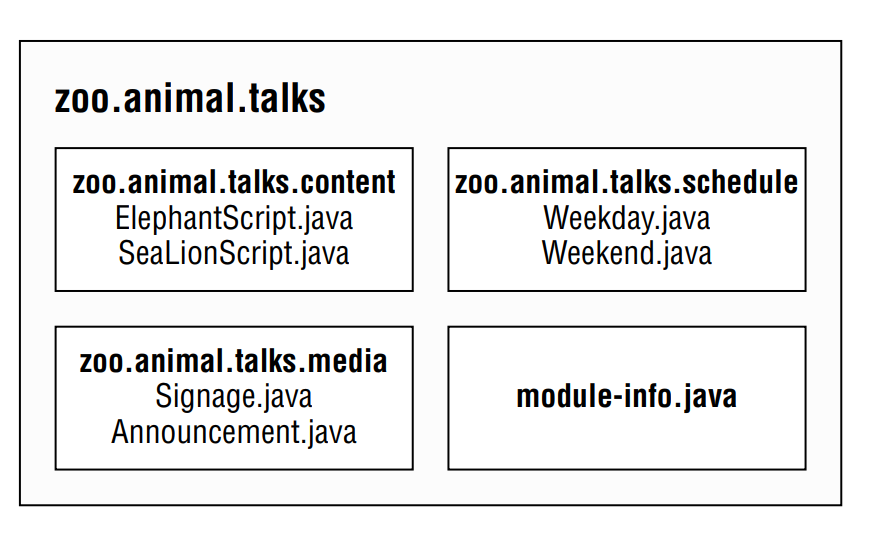 zoo.animal.talks
zoo.animal.talks.content
ElephantScript.java
SeaLionScript.java
zoo.animal.talks.schedule
Weekday.java
Weekend.java
zoo.animal.talks.media
Signage.java
Announcement.java
module-info.java